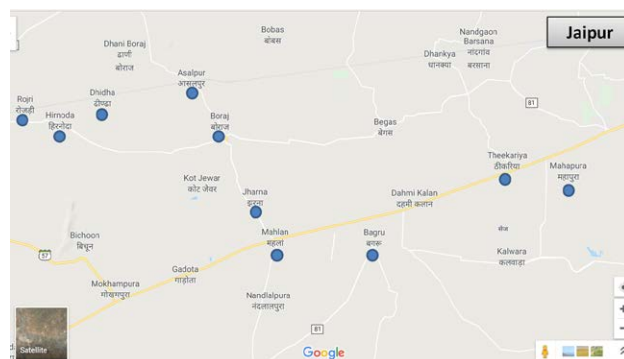 Jaipur
Bobas
बोबस
Nandgaon
Barsana
नांदगांव
बरसाना
Dhani Boraj
ढाणी
बोराज
Dhankya
धानक्या
Asalpur
आसलपुर
Rojri
रोजड़ी
Dhidha
ढीण्ढा
Hirnoda
हिरनोदा
81
Boraj
बोराज
Begas
बेगस
Theekariya
ठीकरिया
Mahapura
महापुरा
Kot Jewar
कोट जेवर
Jharna
झरना
Dahmi Kalan
दहमी कलान
Mahlan
महलां
Bagru
बगरू
सेज
Bichoon
बिचून
Kalwara
कलवाड़ा
Gadota
गाड़ोता
Mokhampura
मोखमपुरा
Nandlalpura
नंदलालपुरा
81
Satellite
Google